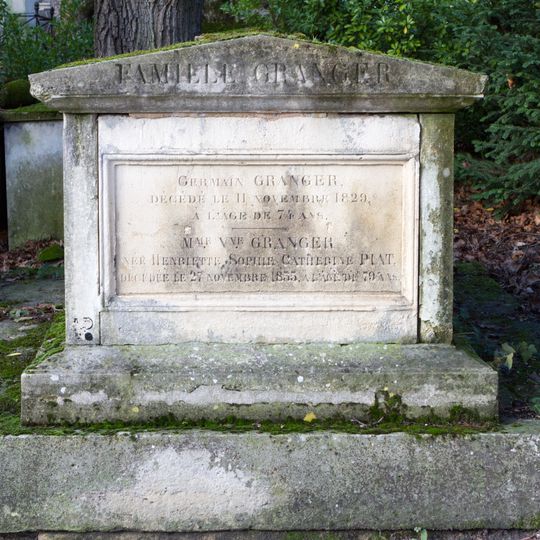 FAMILLE GRANGER
GERMAIN GRANGER,
DÉCÉDÉ LE 11 NOVEMBRE 1829,
A L'AGE DE 74 ANS.
MME VVE GRANGER
NÉE HENRIETTE, SOPHIE CATHERINE PIAT,
DÉCÉDÉE LE 27 NOVEMBRE 1835, A L'AGE DE 79 ANS.